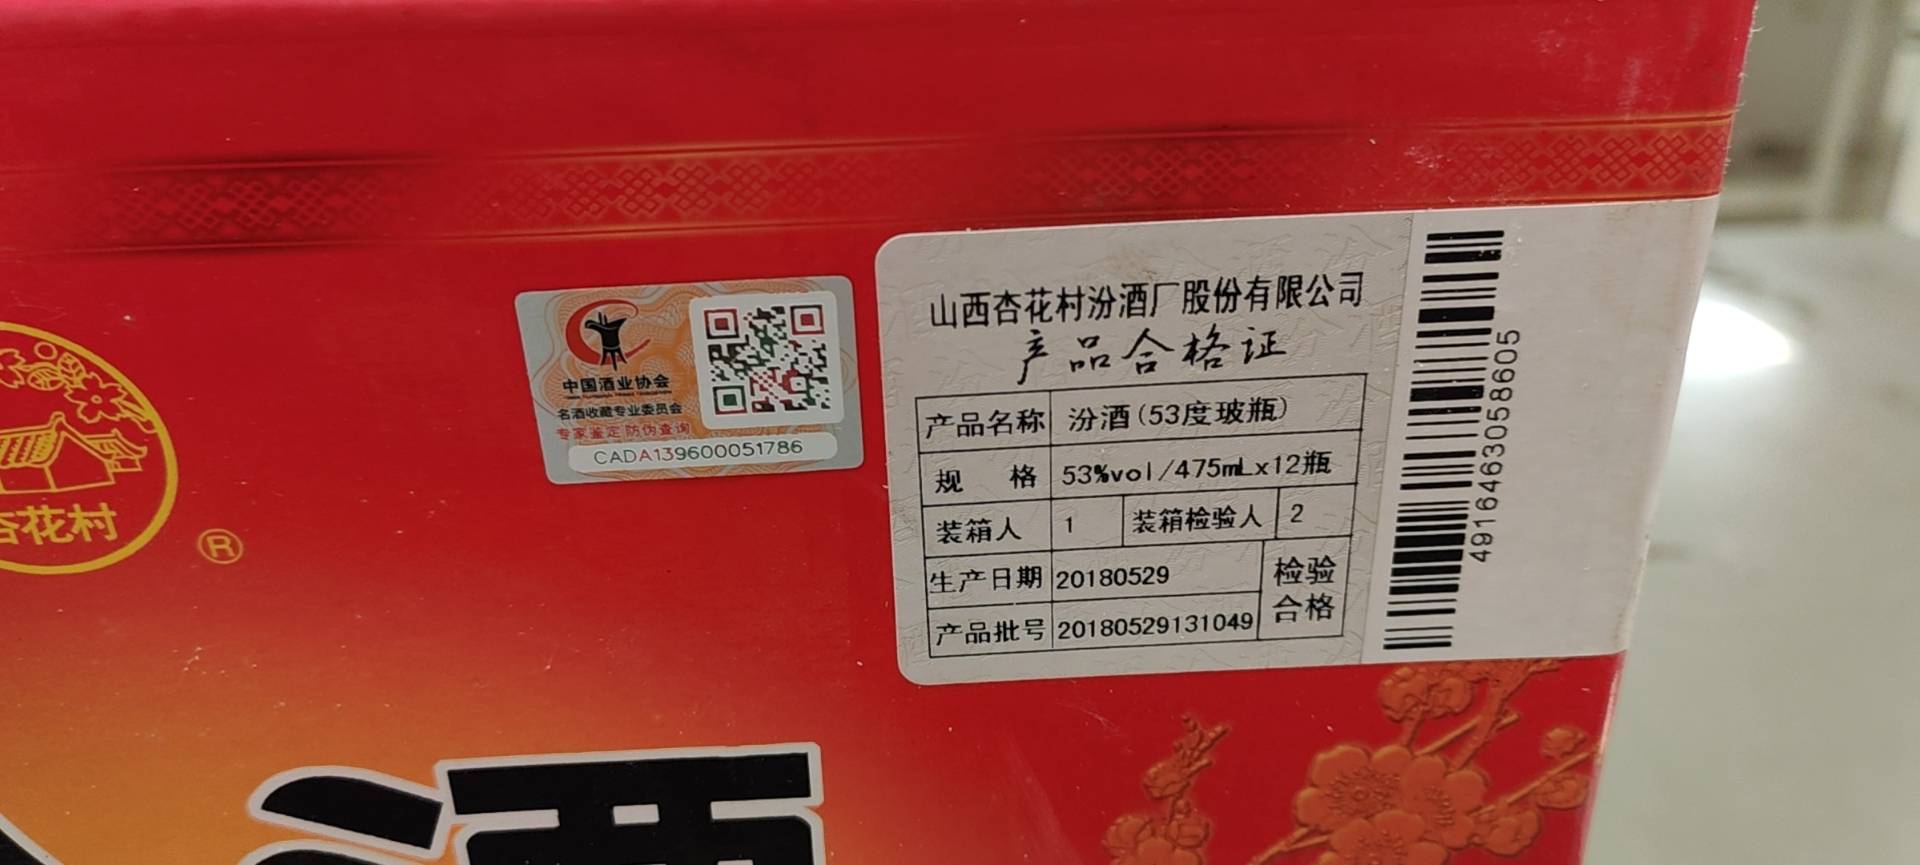 中国酒业协会
名酒收藏专业委员会
专家鉴定 防伪查询
CADA139600051786
山西杏花村汾酒厂股份有限公司
产品合格证
产品名称 汾酒(53度玻瓶)
规 格 53%vol/475mLx12瓶
装箱人 1 装箱检验人 2
生产日期 20180529
检验
合格
产品批号 20180529131049
4916463058605
杏花村
®
酒